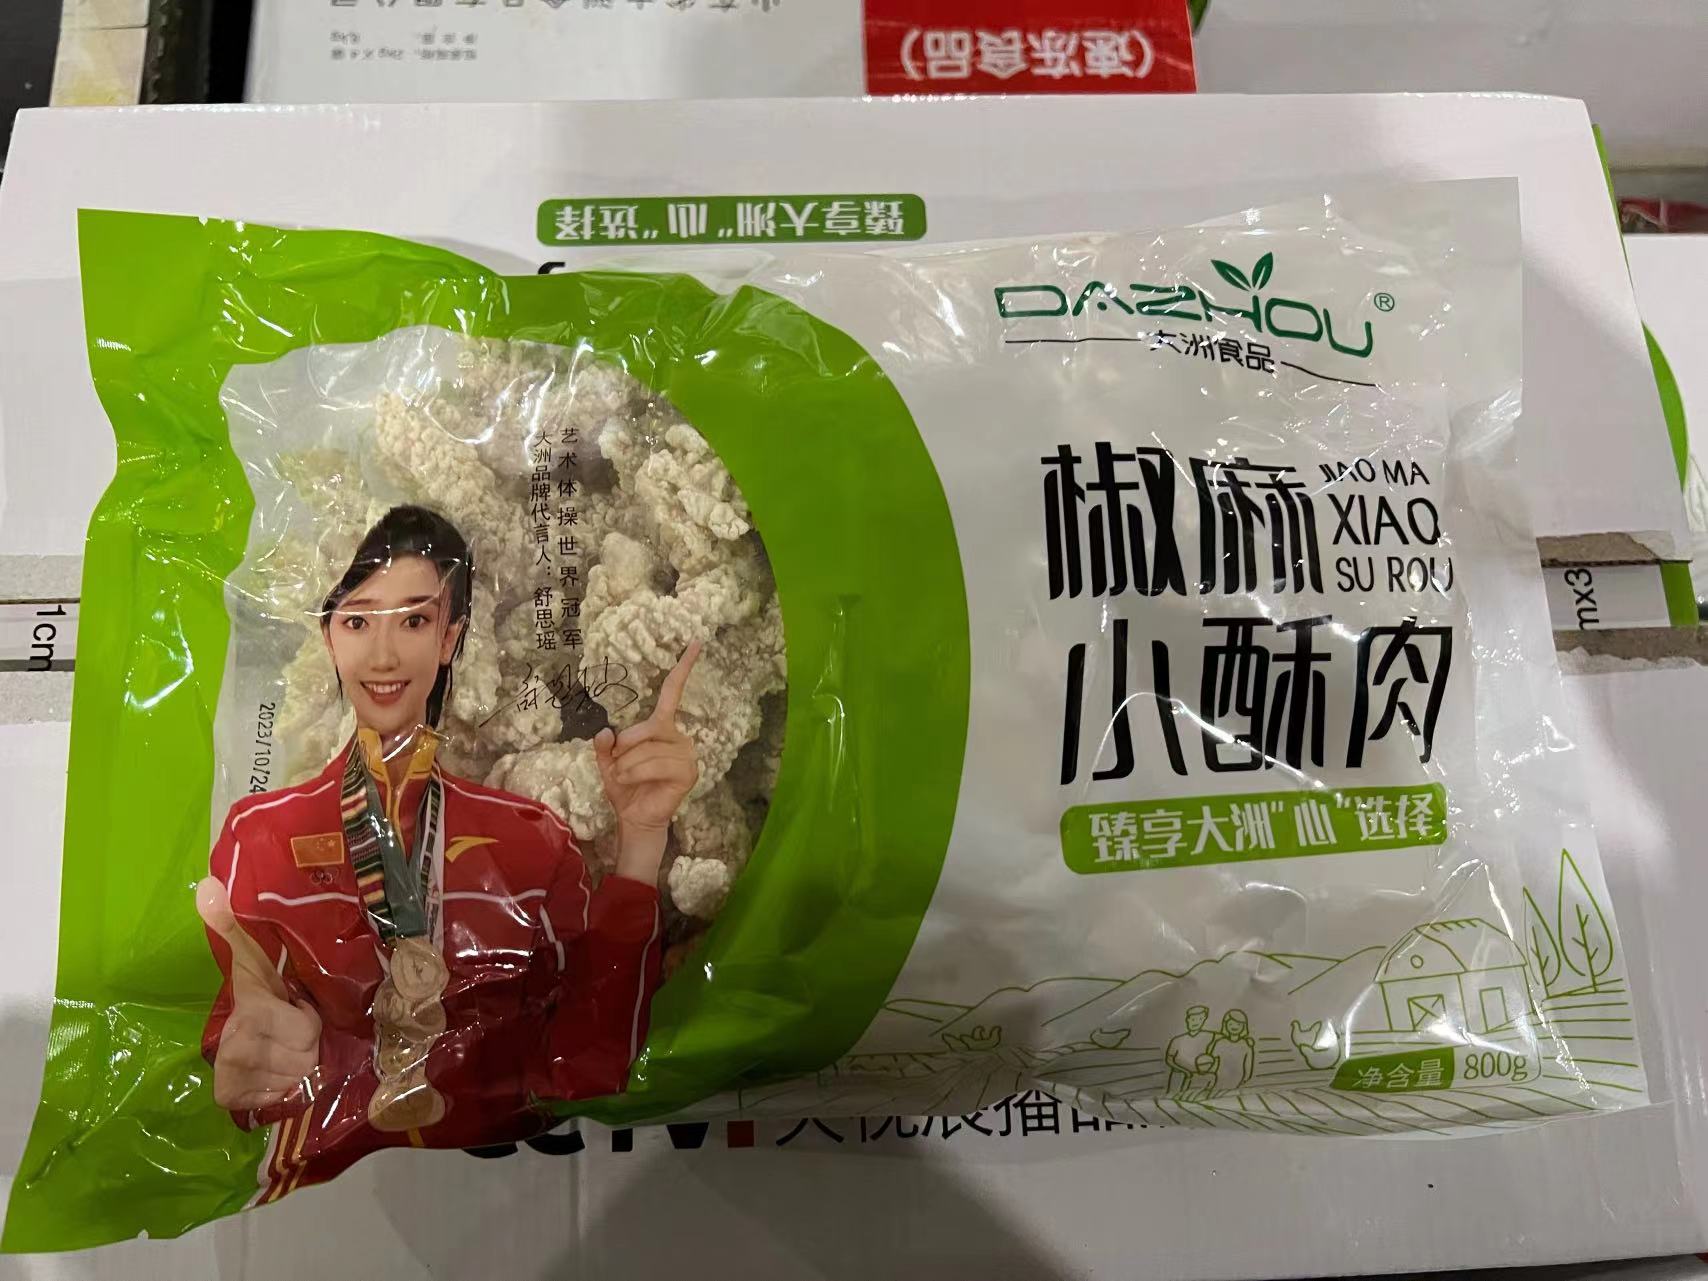 (速冻食品)
臻享大洲"心"选择
DAZHOU®
大洲食品
椒麻
JIAO MA
XIAO
SU ROU
小酥肉
臻享大洲"心"选择
净含量 800g
艺术体操世界冠军
大洲品牌代言人：舒思瑶
2023/10/24
1cm
mx3